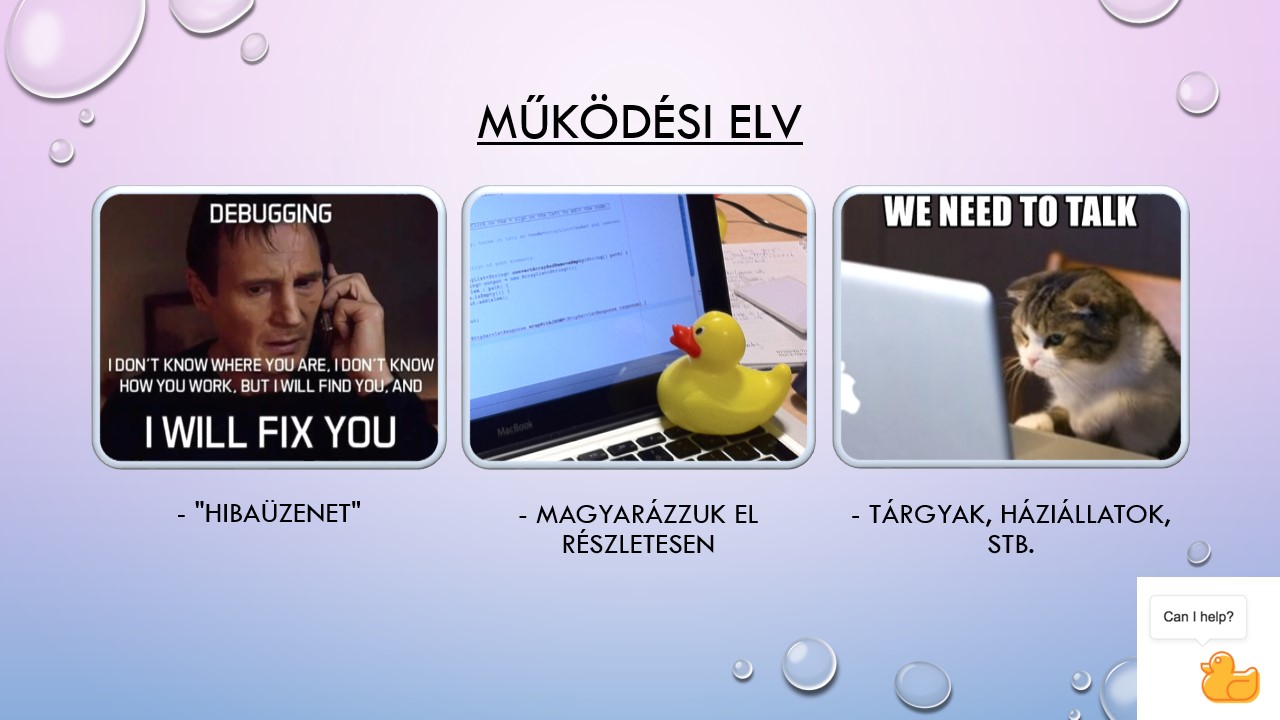 MŰKÖDÉSI ELV
DEBUGGING
I DON'T KNOW WHERE YOU ARE, I DON'T KNOW
HOW YOU WORK, BUT I WILL FIND YOU, AND
I WILL FIX YOU
MacBook
WE NEED TO TALK
- "HIBAÜZENET"
- MAGYARÁZZUK EL
RÉSZLETESEN
- TÁRGYAK, HÁZIÁLLATOK,
STB.
Can I help?